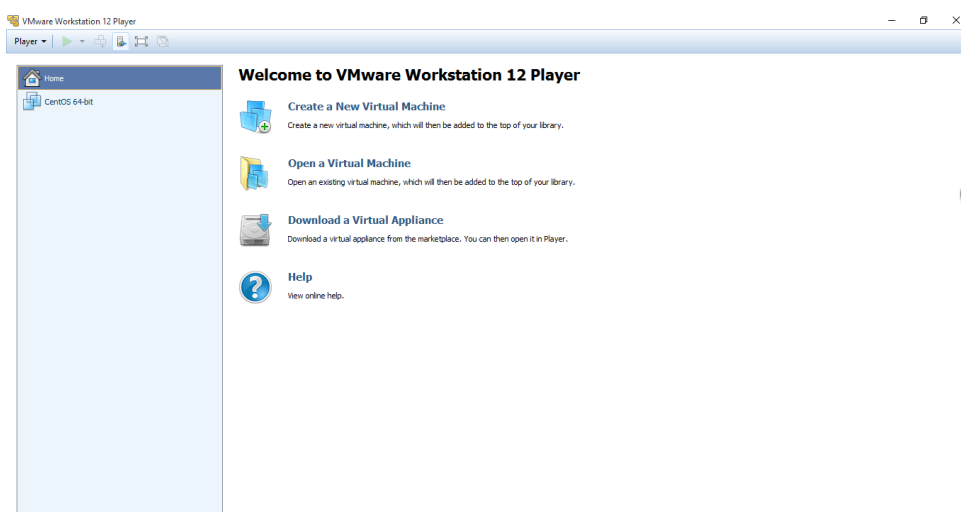 VMware Workstation 12 Player
Player
Home
CentOS 64-bit
Welcome to VMware Workstation 12 Player
Create a New Virtual Machine
Create a new virtual machine, which will then be added to the top of your library.
Open a Virtual Machine
Open an existing virtual machine, which will then be added to the top of your library.
Download a Virtual Appliance
Download a virtual appliance from the marketplace. You can then open it in Player.
Help
View online help.